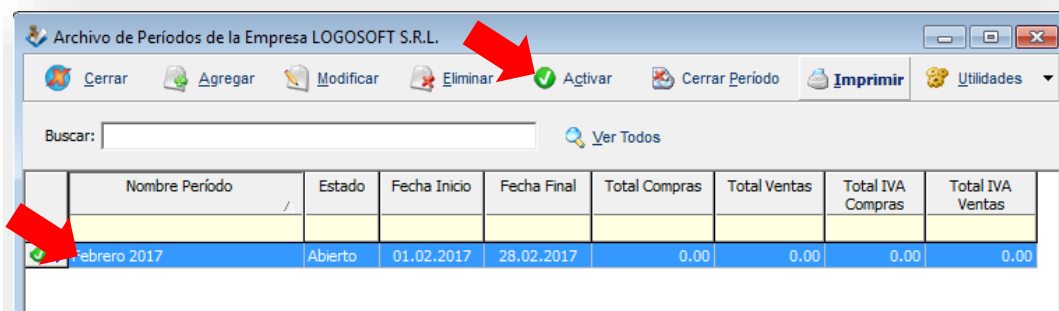 Archivo de Períodos de la Empresa LOGOSOFT S.R.L.
Cerrar Agregar Modificar Eliminar Activar Cerrar Período Imprimir Utilidades
Buscar: Ver Todos
Nombre Período Estado Fecha Inicio Fecha Final Total Compras Total Ventas Total IVA Compras Total IVA Ventas
Febrero 2017 Abierto 01.02.2017 28.02.2017 0.00 0.00 0.00 0.00